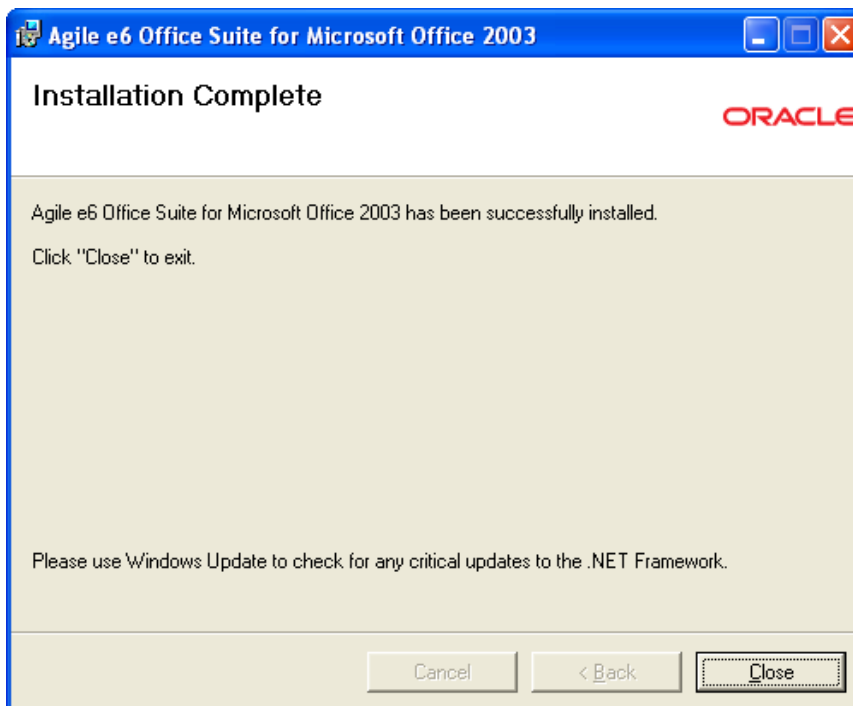 Agile e6 Office Suite for Microsoft Office 2003
Installation Complete
ORACLE
Agile e6 Office Suite for Microsoft Office 2003 has been successfully installed.
Click "Close" to exit.
Please use Windows Update to check for any critical updates to the .NET Framework.
Cancel
< Back
Close